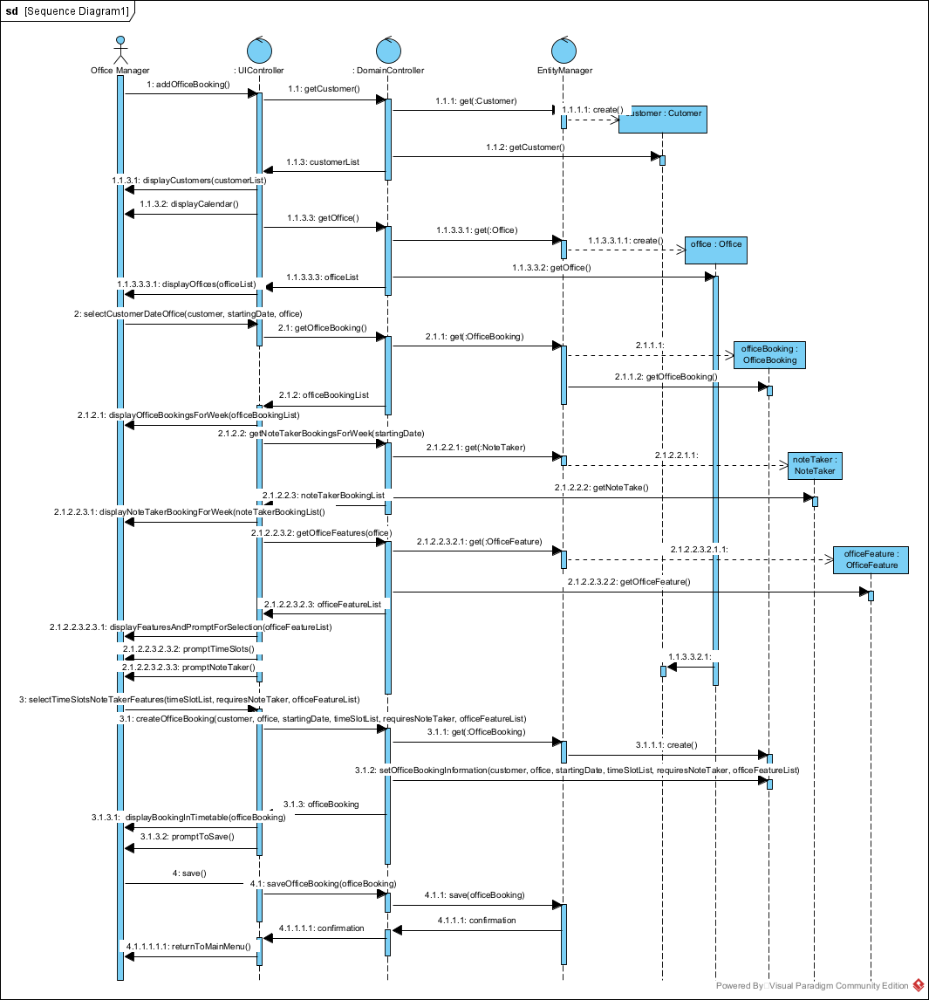 sd [Sequence Diagram1]
Office Manager
: UIController
: DomainController
EntityManager
1: addOfficeBooking()
1.1: getCustomer()
1.1.1: get(:Customer)
1.1.1.1: create()
ustomer : Cutomer
1.1.2: getCustomer()
1.1.3: customerList
1.1.3.1: displayCustomers(customerList)
1.1.3.2: displayCalendar()
1.1.3.3: getOffice()
1.1.3.3.1: get(:Office)
1.1.3.3.1.1: create()
office : Office
1.1.3.3.2: getOffice()
1.1.3.3.3: officeList
1.1.3.3.3.1: displayOffices(officeList)
2: selectCustomerDateOffice(customer, startingDate, office)
2.1: getOfficeBooking()
2.1.1: get(:OfficeBooking)
2.1.1.1:
officeBooking :
OfficeBooking
2.1.1.2: getOfficeBooking()
2.1.2: officeBookingList
2.1.2.1: displayOfficeBookingsForWeek(officeBookingList)
2.1.2.2: getNoteTakerBookingsForWeek(startingDate)
2.1.2.2.1: get(:NoteTaker)
2.1.2.2.1.1:
noteTaker :
NoteTaker
2.1.2.2.2: getNoteTake()
2.1.2.2.3: noteTakerBookingList
2.1.2.2.3.1: displayNoteTakerBookingForWeek(noteTakerBookingList()
2.1.2.2.3.2: getOfficeFeatures(office)
2.1.2.2.3.2.1: get(:OfficeFeature)
2.1.2.2.3.2.1.1:
officeFeature :
OfficeFeature
2.1.2.2.3.2.2: getOfficeFeature()
2.1.2.2.3.2.3: officeFeatureList
2.1.2.2.3.2.3.1: displayFeaturesAndPromptForSelection(officeFeatureList)
2.1.2.2.3.2.3.2: promptTimeSlots()
1.1.3.3.2.1:
2.1.2.2.3.2.3.3: promptNoteTaker()
3: selectTimeSlotsNoteTakerFeatures(timeSlotList, requiresNoteTaker, officeFeatureList)
3.1: createOfficeBooking(customer, office, startingDate, timeSlotList, requiresNoteTaker, officeFeatureList)
3.1.1: get(:OfficeBooking)
3.1.1.1: create()
3.1.2: setOfficeBookingInformation(customer, office, startingDate, timeSlotList, requiresNoteTaker, officeFeatureList)
3.1.3: officeBooking
3.1.3.1: displayBookingInTimetable(officeBooking)
3.1.3.2: promptToSave()
4: save()
4.1: saveOfficeBooking(officeBooking)
4.1.1: save(officeBooking)
4.1.1.1: confirmation
4.1.1.1.1: confirmation
4.1.1.1.1.1: returnToMainMenu()
Powered By Visual Paradigm Community Edition